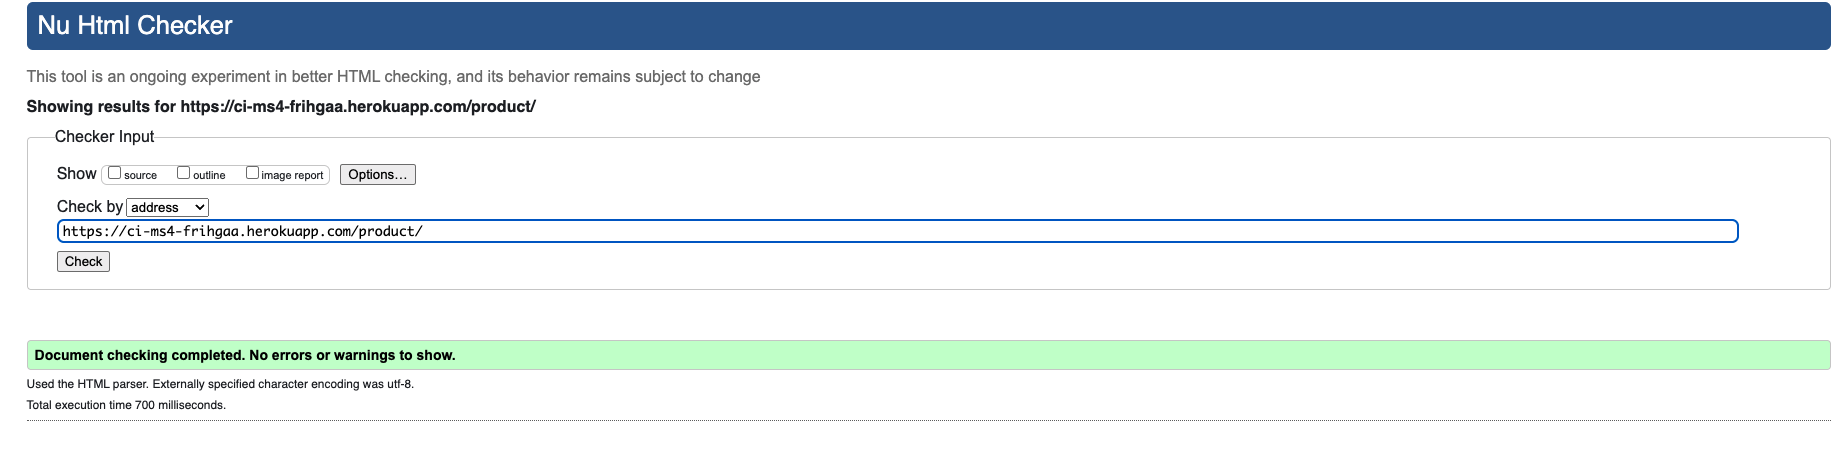 Nu Html Checker
This tool is an ongoing experiment in better HTML checking, and its behavior remains subject to change
Showing results for https://ci-ms4-frihgaa.herokuapp.com/product/
Checker Input
Show source outline image report Options...
Check by address
https://ci-ms4-frihgaa.herokuapp.com/product/
Check
Document checking completed. No errors or warnings to show.
Used the HTML parser. Externally specified character encoding was utf-8.
Total execution time 700 milliseconds.